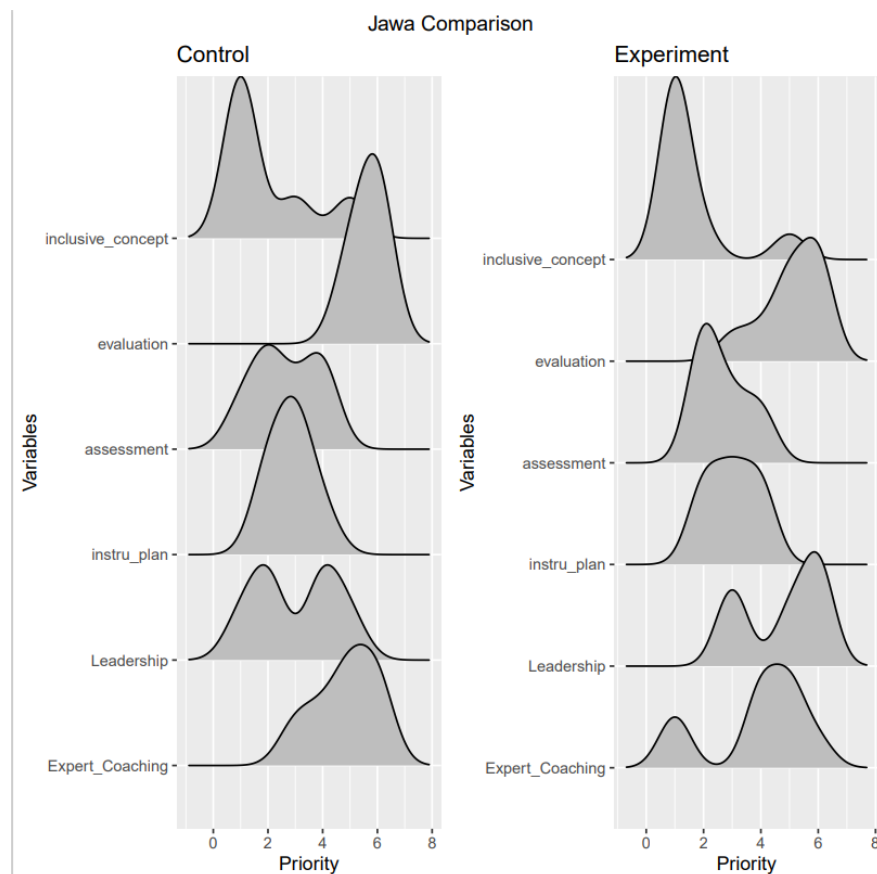 Jawa Comparison
Control
Experiment
Variables
inclusive_concept
evaluation
assessment
instru_plan
Leadership
Expert_Coaching
0 2 4 6 8
Priority
Variables
inclusive_concept
evaluation
assessment
instru_plan
Leadership
Expert_Coaching
0 2 4 6 8
Priority